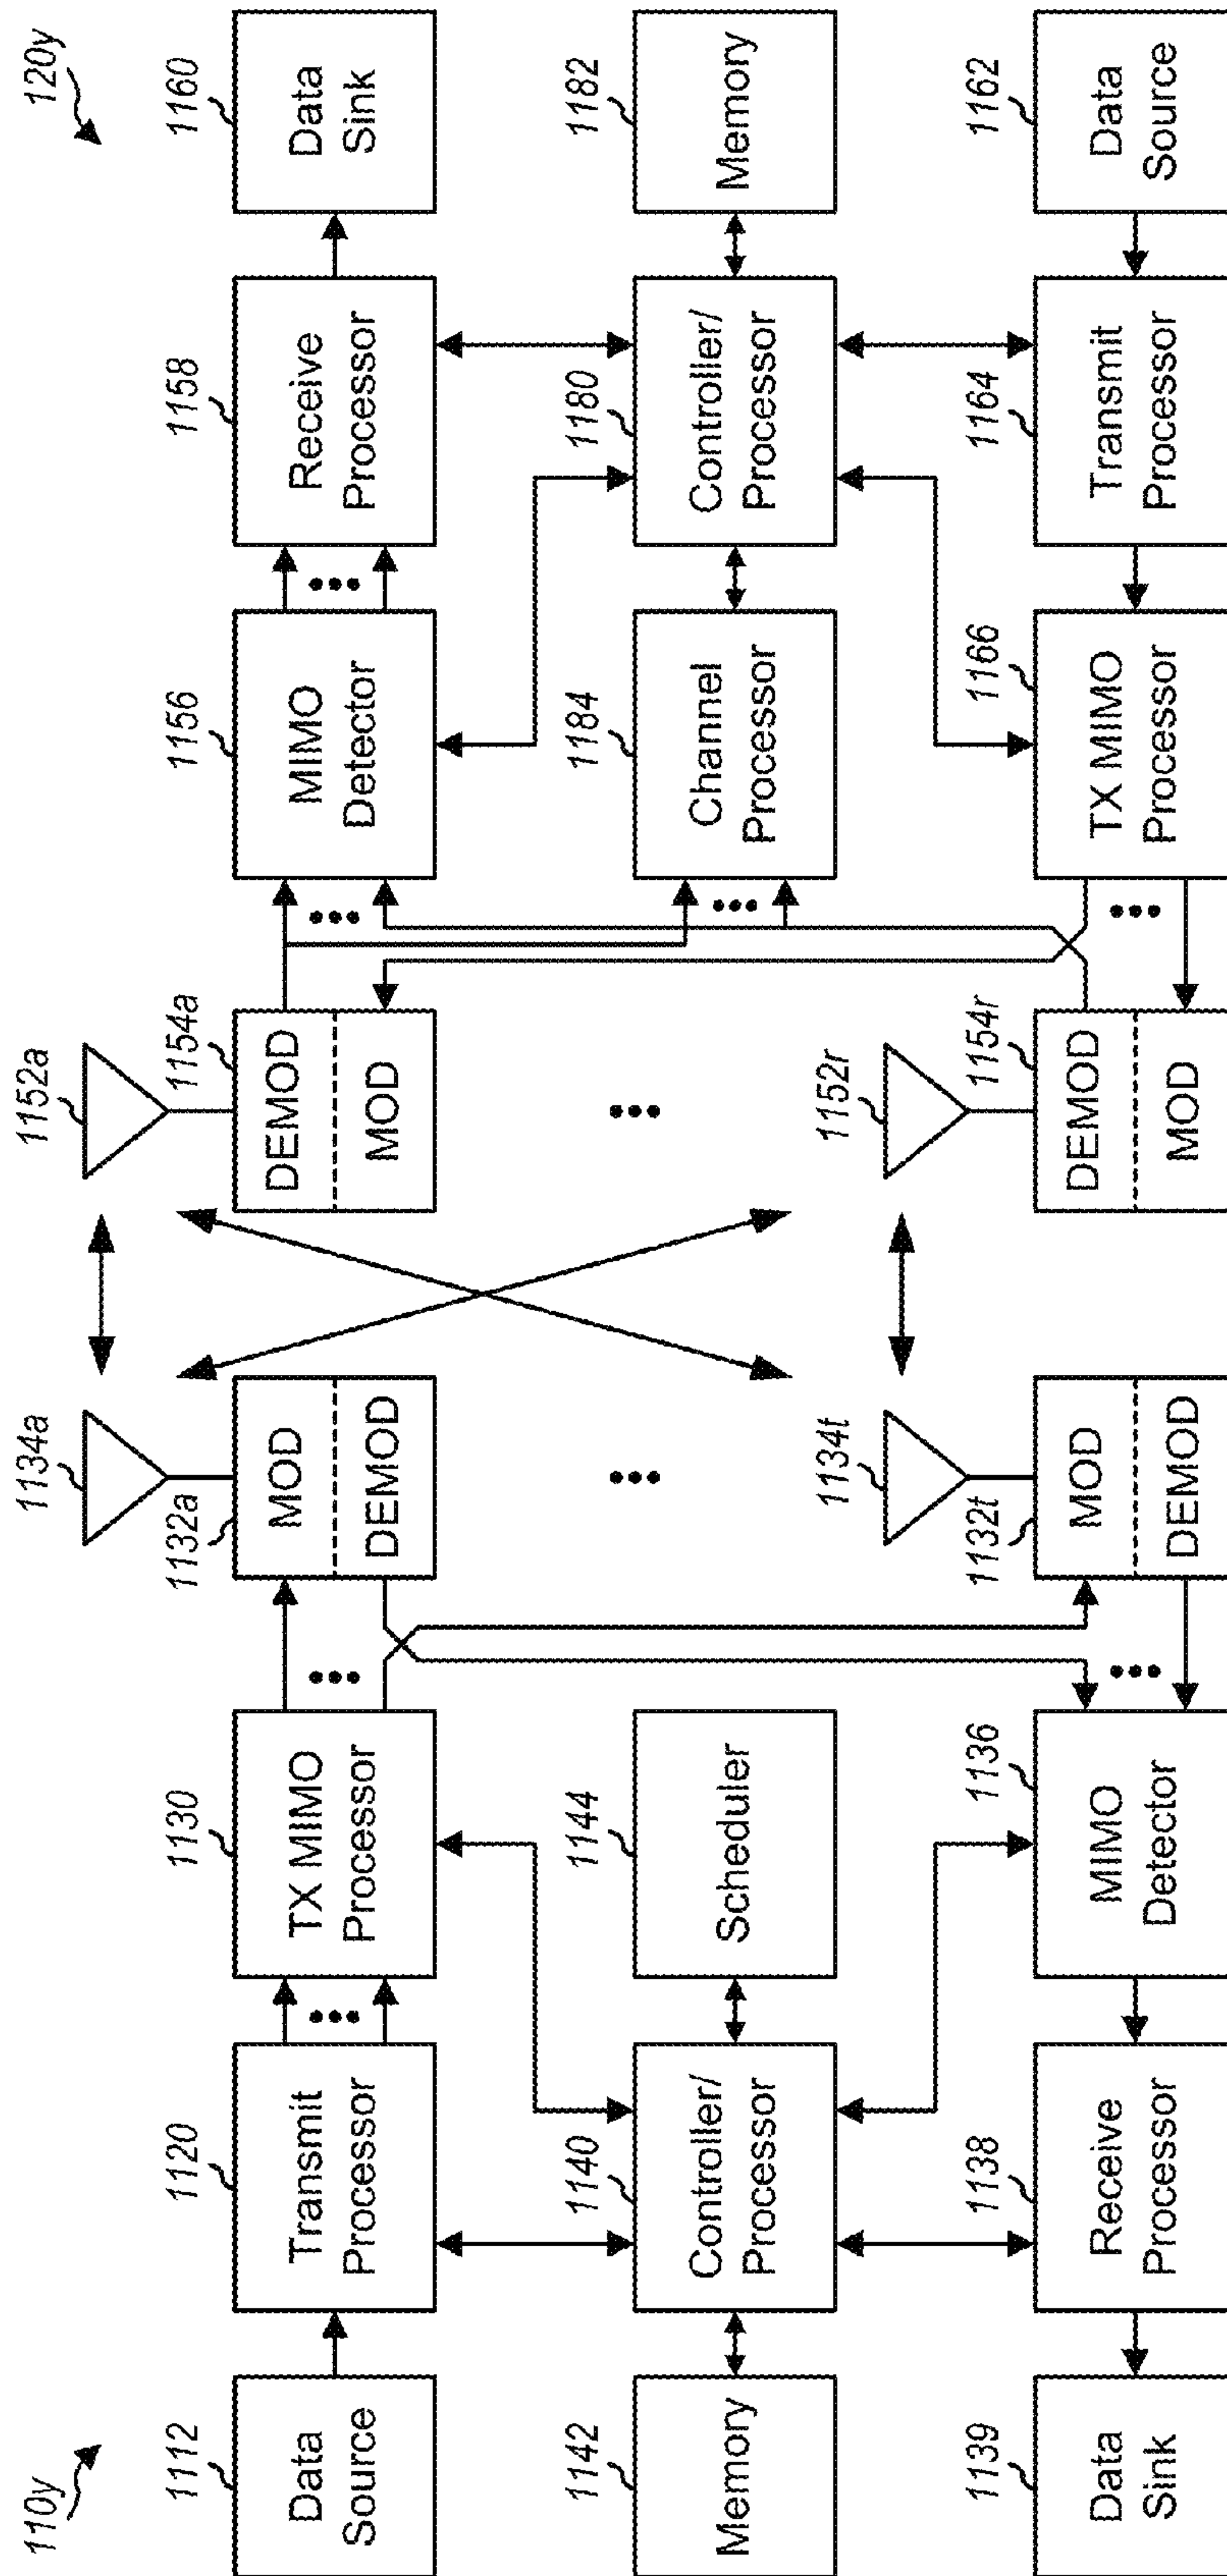 110y
120y
1134a
1152a
1112
1120
1130
1132a
1154a
1156
1158
1160
Data
Source
Transmit
Processor
TX MIMO
Processor
MOD
DEMOD
DEMOD
MOD
MIMO
Detector
Receive
Processor
Data
Sink
1142
1140
1144
1184
1180
1182
Memory
Controller/
Processor
Scheduler
Channel
Processor
Controller/
Processor
Memory
1134t
1152r
1139
1138
1136
1132t
1154r
1166
1164
1162
Data
Sink
Receive
Processor
MIMO
Detector
MOD
DEMOD
DEMOD
MOD
TX MIMO
Processor
Transmit
Processor
Data
Source